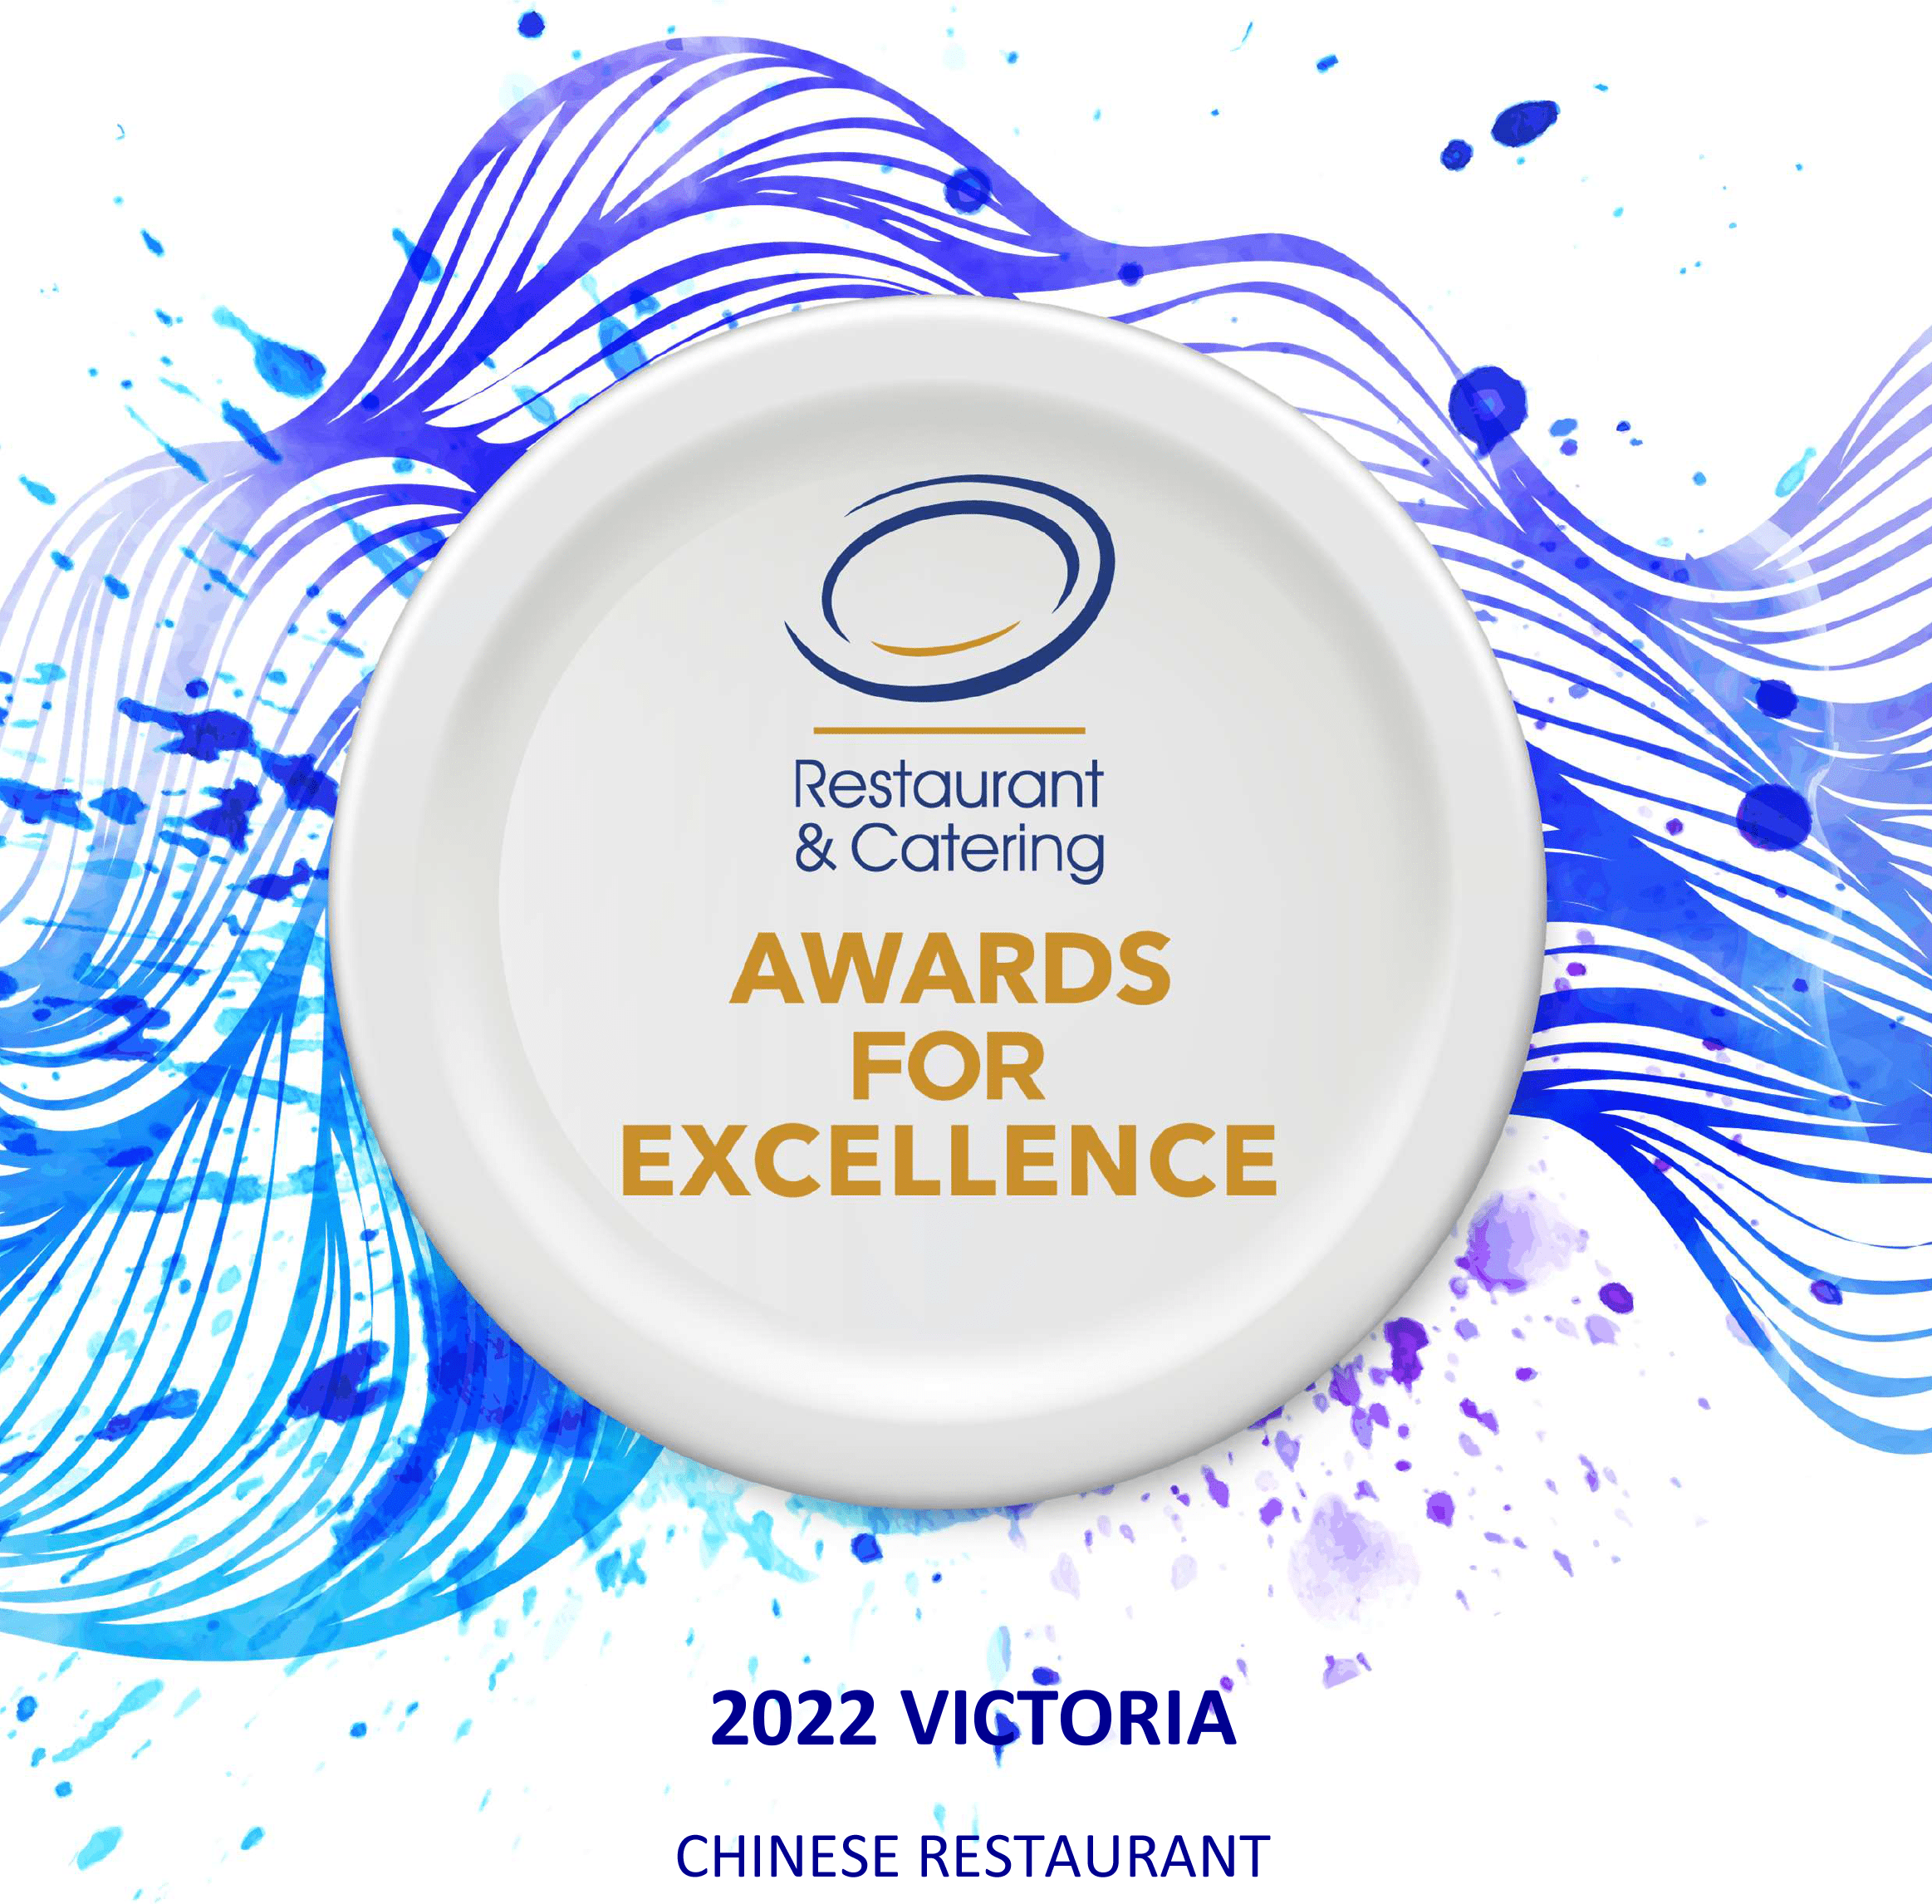 Restaurant
& Catering
AWARDS
FOR
EXCELLENCE
2022 VICTORIA
CHINESE RESTAURANT